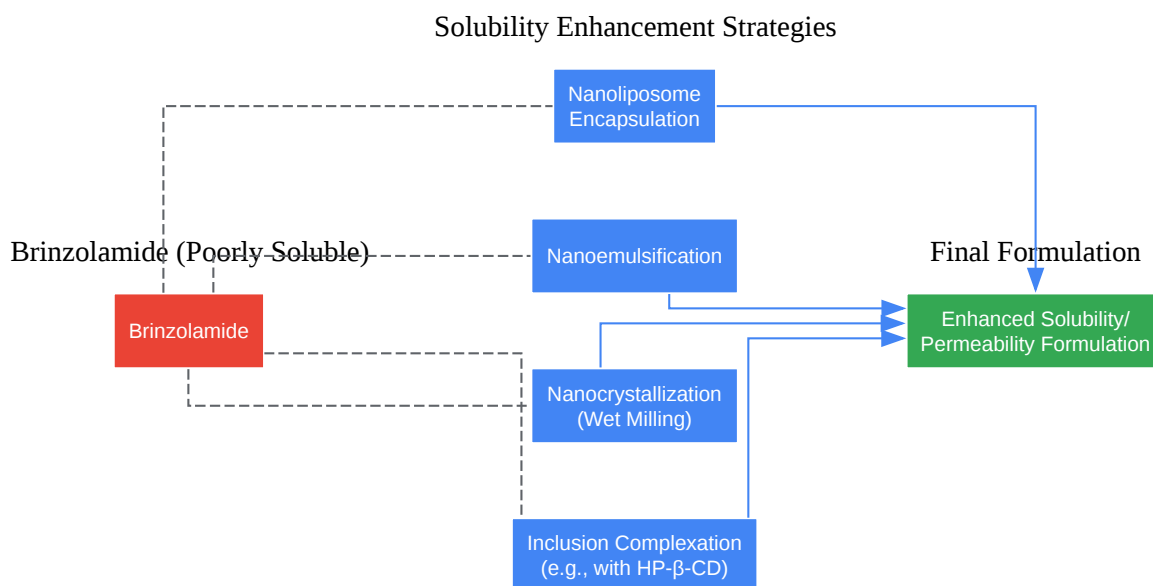 Solubility Enhancement Strategies
Nanoliposome
Encapsulation
Brinzolamide (Poorly Soluble)
Nanoemulsification
Final Formulation
Brinzolamide
Enhanced Solubility/
Permeability Formulation
Nanocrystallization
(Wet Milling)
Inclusion Complexation
(e.g., with HP-β-CD)